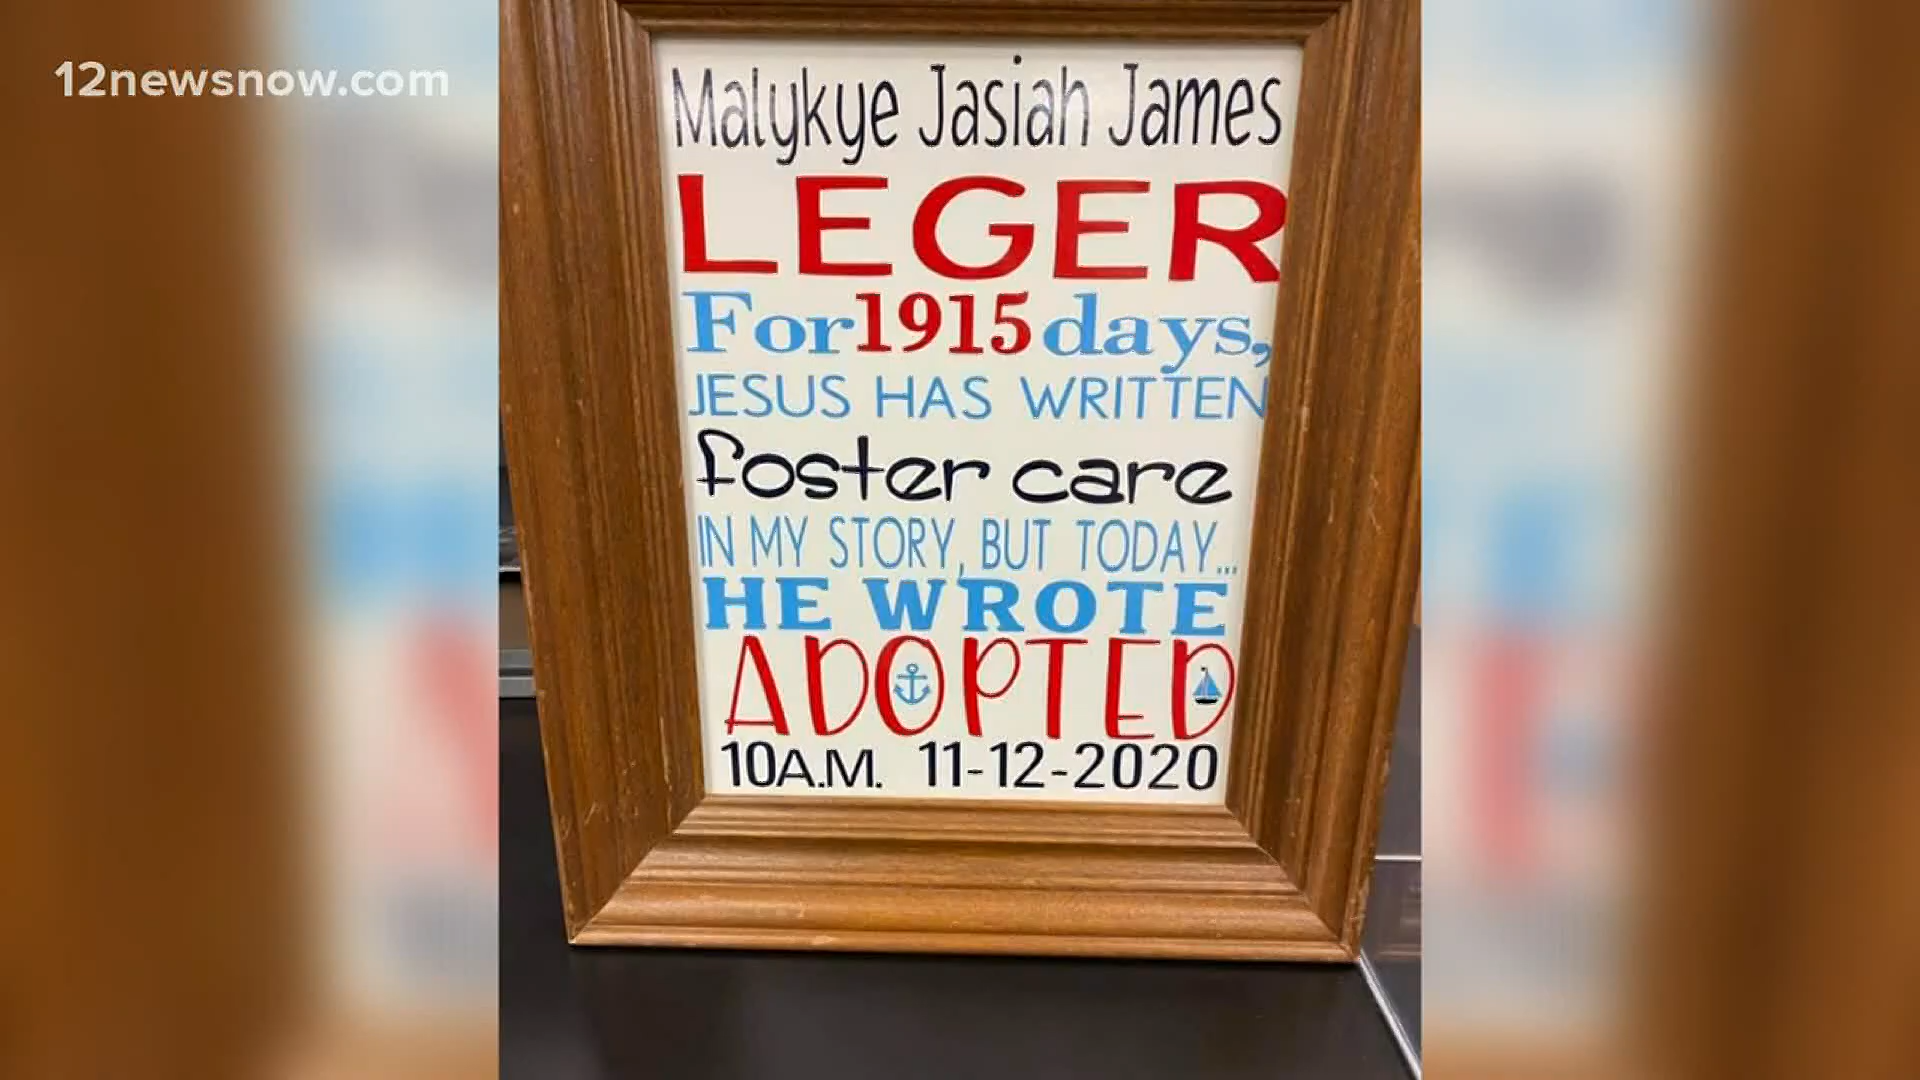 12newsnow.com
Malykye Jasiah James
LEGER
For 1915 days,
JESUS HAS WRITTEN
foster care
IN MY STORY, BUT TODAY...
HE WROTE
ADOPTED
10A.M. 11-12-2020